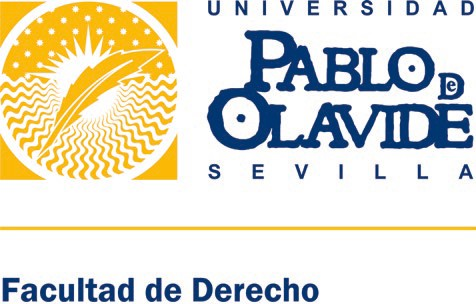 UNIVERSIDAD
PABLO DE
OLAVIDE
SEVILLA
Facultad de Derecho